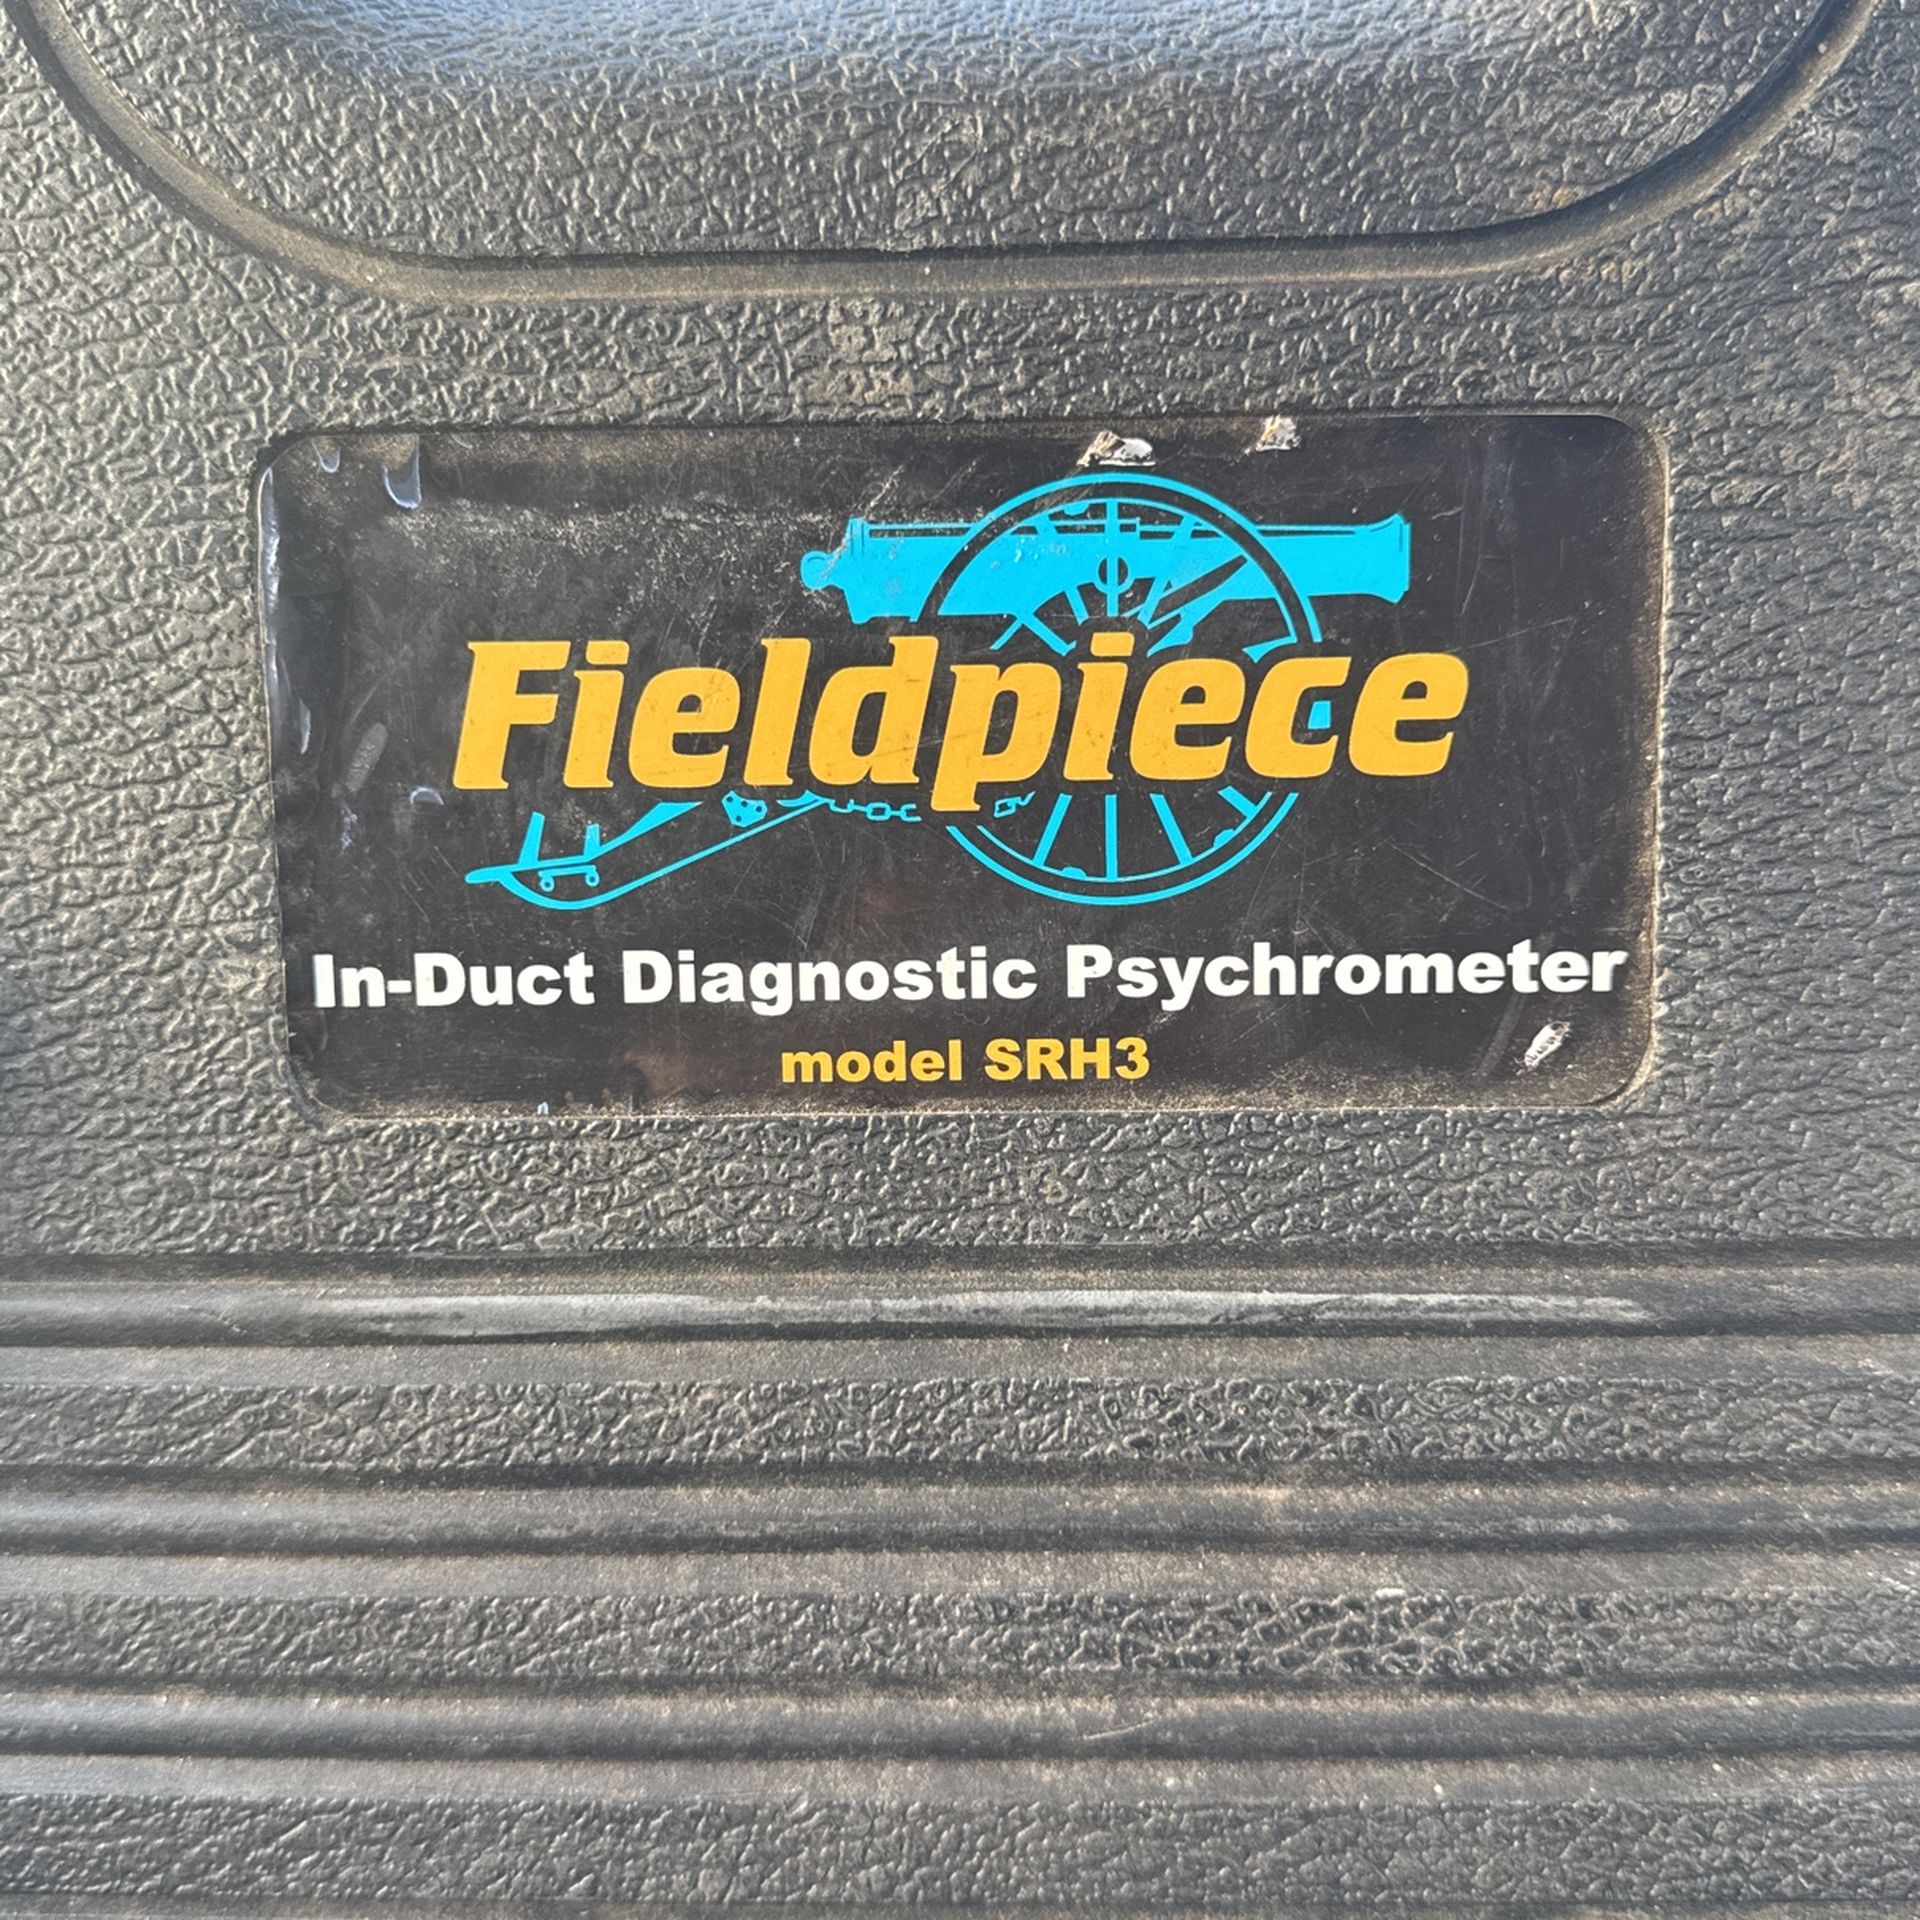 Fieldpiece
In-Duct Diagnostic Psychrometer
model SRH3